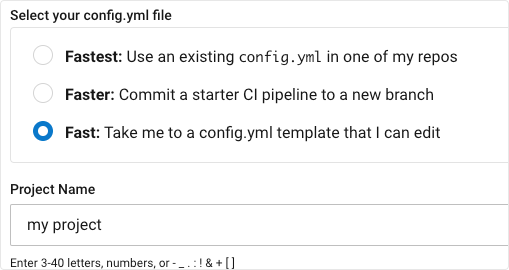 Select your config.yml file
Fastest: Use an existing config.yml in one of my repos
Faster: Commit a starter CI pipeline to a new branch
Fast: Take me to a config.yml template that I can edit
Project Name
my project
Enter 3-40 letters, numbers, or - _ . : ! & + [ ]